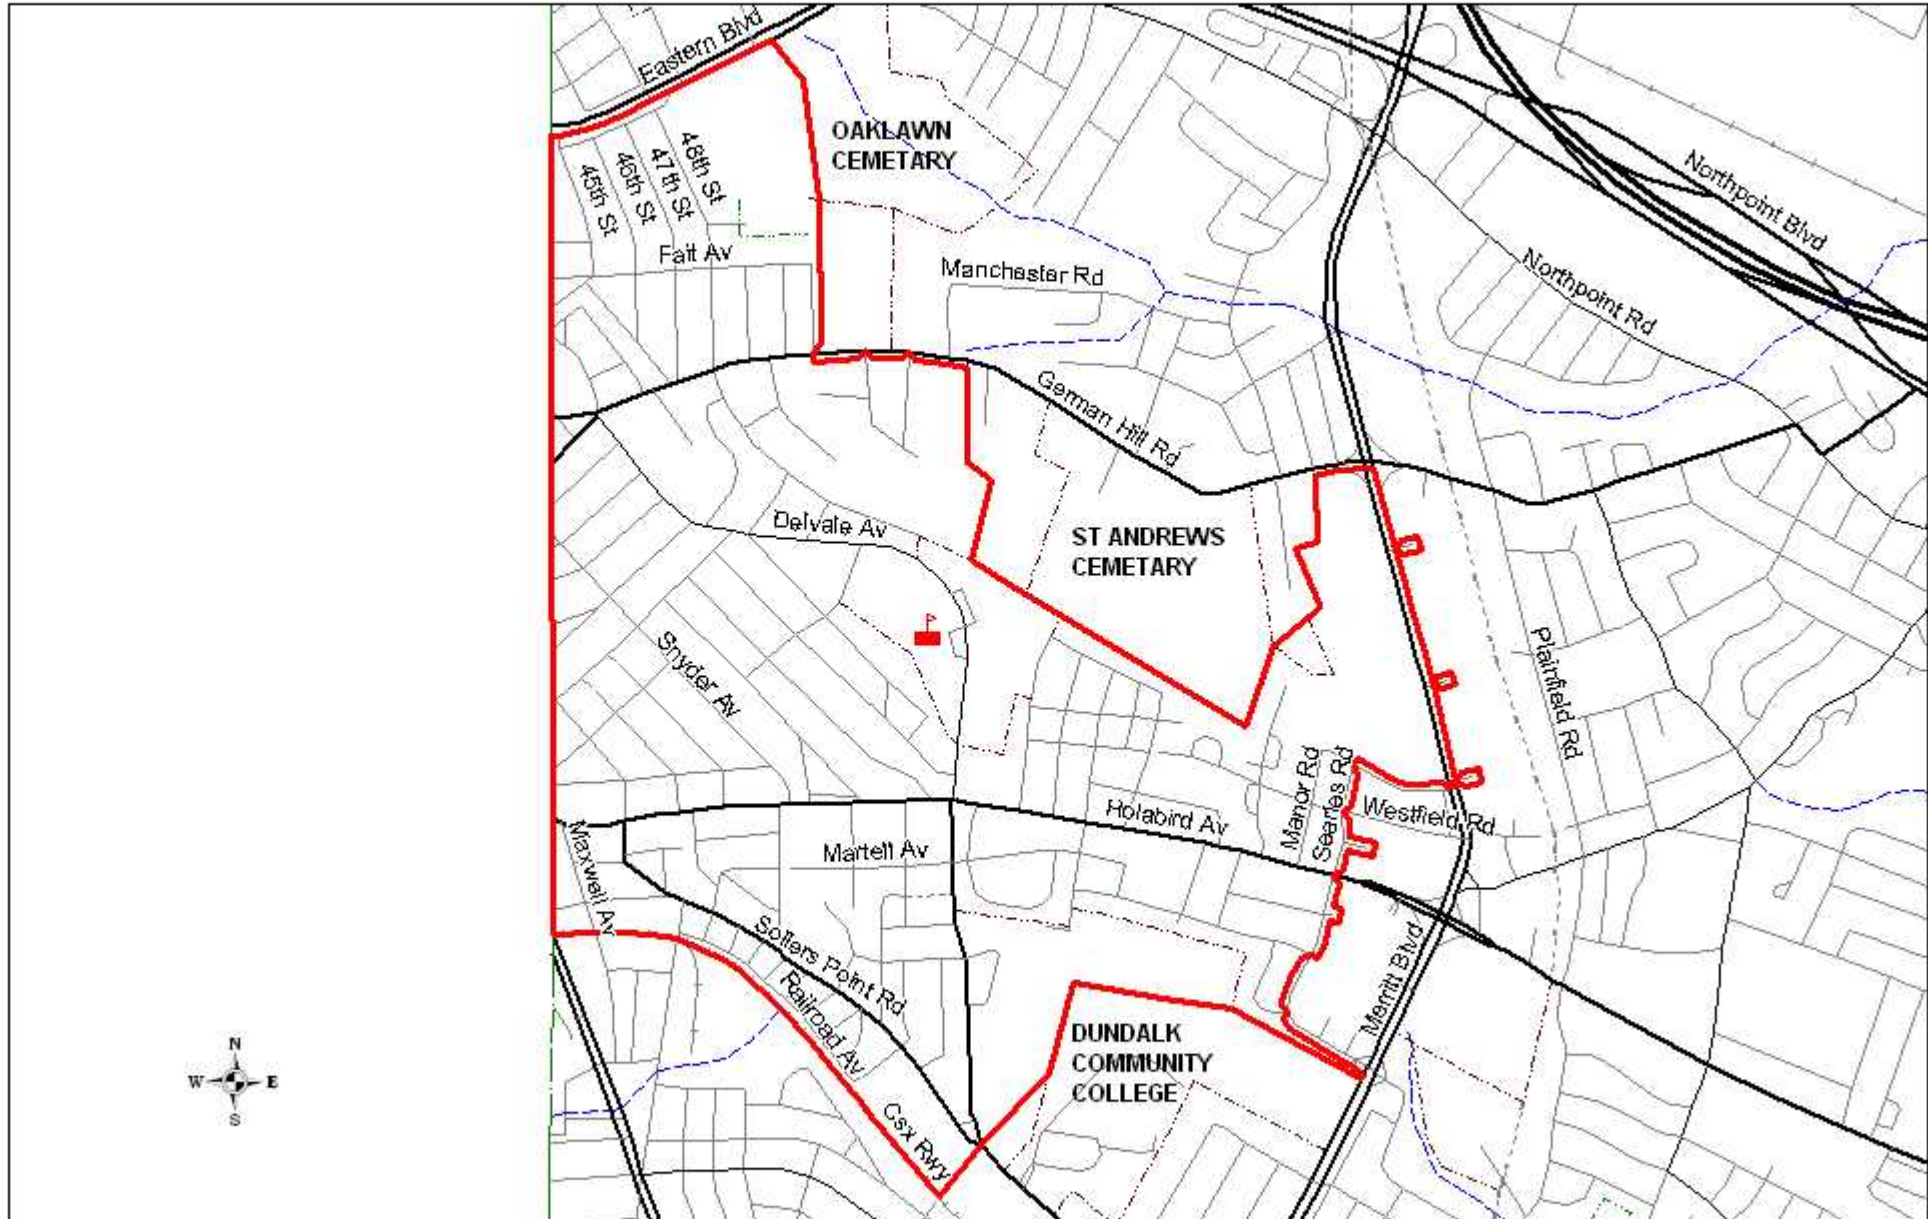 Eastern Blvd
OAKLAWN
CEMETARY
48th St
47th St
46th St
45th St
Northpoint Blvd
Fait Av
Manchester Rd
Northpoint Rd
German Hill Rd
Delvale Av
ST ANDREWS
CEMETARY
Snyder Av
Plainfield Rd
Manor Rd
Searles Rd
Westfield Rd
Holabird Av
Martell Av
Maxwell Av
Sollers Point Rd
Merritt Blvd
Railroad Av
DUNDALK
COMMUNITY
COLLEGE
Csx Rwy
N
W E
S